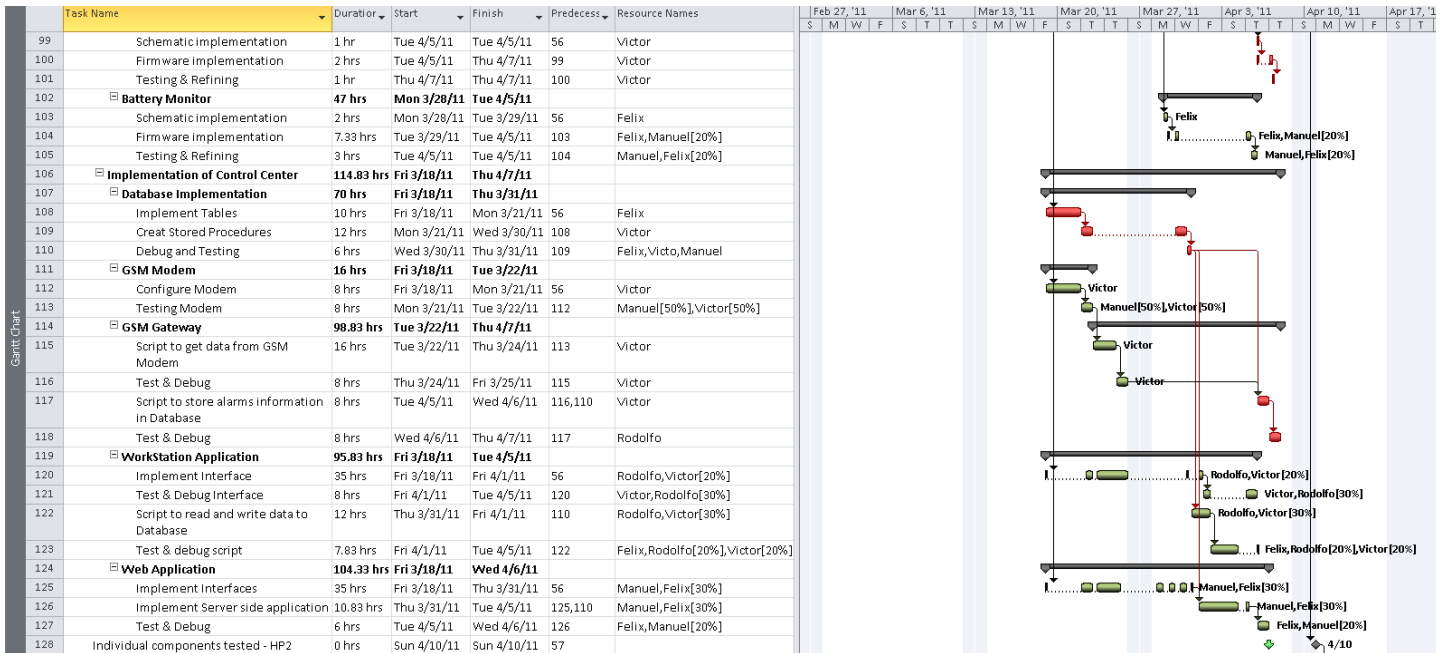 Task Name Duration Start Finish Predecess Resource Names
Feb 27, '11 Mar 6, '11 Mar 13, '11 Mar 20, '11 Mar 27, '11 Apr 3, '11 Apr 10, '11 Apr 17, '1
S M W F S T T S M W F S T T S M W F S T
99 Schematic implementation 1 hr Tue 4/5/11 Tue 4/5/11 56 Victor
100 Firmware implementation 2 hrs Tue 4/5/11 Thu 4/7/11 99 Victor
101 Testing & Refining 1 hr Thu 4/7/11 Thu 4/7/11 100 Victor
102 Battery Monitor 47 hrs Mon 3/28/11 Tue 4/5/11
103 Schematic implementation 2 hrs Mon 3/28/11 Tue 3/29/11 56 Felix Felix
104 Firmware implementation 7.33 hrs Tue 3/29/11 Tue 4/5/11 103 Felix,Manuel[20%] Felix,Manuel[20%]
105 Testing & Refining 3 hrs Tue 4/5/11 Tue 4/5/11 104 Manuel,Felix[20%] Manuel,Felix[20%]
106 Implementation of Control Center 114.83 hrs Fri 3/18/11 Thu 4/7/11
107 Database Implementation 70 hrs Fri 3/18/11 Thu 3/31/11
108 Implement Tables 10 hrs Fri 3/18/11 Mon 3/21/11 56 Felix
109 Creat Stored Procedures 12 hrs Mon 3/21/11 Wed 3/30/11 108 Victor
110 Debug and Testing 6 hrs Wed 3/30/11 Thu 3/31/11 109 Felix,Victo,Manuel
111 GSM Modem 16 hrs Fri 3/18/11 Tue 3/22/11
112 Configure Modem 8 hrs Fri 3/18/11 Mon 3/21/11 56 Victor Victor
113 Testing Modem 8 hrs Mon 3/21/11 Tue 3/22/11 112 Manuel[50%],Victor[50%] Manuel[50%],Victor[50%]
114 GSM Gateway 98.83 hrs Tue 3/22/11 Thu 4/7/11
115 Script to get data from GSM 16 hrs Tue 3/22/11 Thu 3/24/11 113 Victor Victor
Modem
116 Test & Debug 8 hrs Thu 3/24/11 Fri 3/25/11 115 Victor Victor
117 Script to store alarms information 8 hrs Tue 4/5/11 Wed 4/6/11 116,110 Victor
in Database
118 Test & Debug 8 hrs Wed 4/6/11 Thu 4/7/11 117 Rodolfo
119 WorkStation Application 95.83 hrs Fri 3/18/11 Tue 4/5/11
120 Implement Interface 35 hrs Fri 3/18/11 Fri 4/1/11 56 Rodolfo,Victor[20%] Rodolfo,Victor[20%]
121 Test & Debug Interface 8 hrs Fri 4/1/11 Tue 4/5/11 120 Victor,Rodolfo[30%] Victor,Rodolfo[30%]
122 Script to read and write data to 12 hrs Thu 3/31/11 Fri 4/1/11 110 Rodolfo,Victor[30%] Rodolfo,Victor[30%]
Database
123 Test & debug script 7.83 hrs Fri 4/1/11 Tue 4/5/11 122 Felix,Rodolfo[20%],Victor[20%] Felix,Rodolfo[20%],Victor[20%]
124 Web Application 104.33 hrs Fri 3/18/11 Wed 4/6/11
125 Implement Interfaces 35 hrs Fri 3/18/11 Thu 3/31/11 56 Manuel,Felix[30%] Manuel,Felix[30%]
126 Implement Server side application 10.83 hrs Thu 3/31/11 Tue 4/5/11 125,110 Manuel,Felix[30%] Manuel,Felix[30%]
127 Test & Debug 6 hrs Tue 4/5/11 Wed 4/6/11 126 Felix,Manuel[20%] Felix,Manuel[20%]
128 Individual components tested - HP2 0 hrs Sun 4/10/11 Sun 4/10/11 57 4/10
Gantt Chart